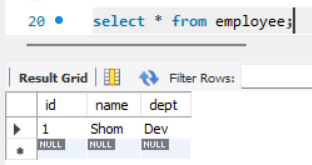 20 select * from employee;
Result Grid Filter Rows:
id name dept
1 Shom Dev
NULL NULL NULL